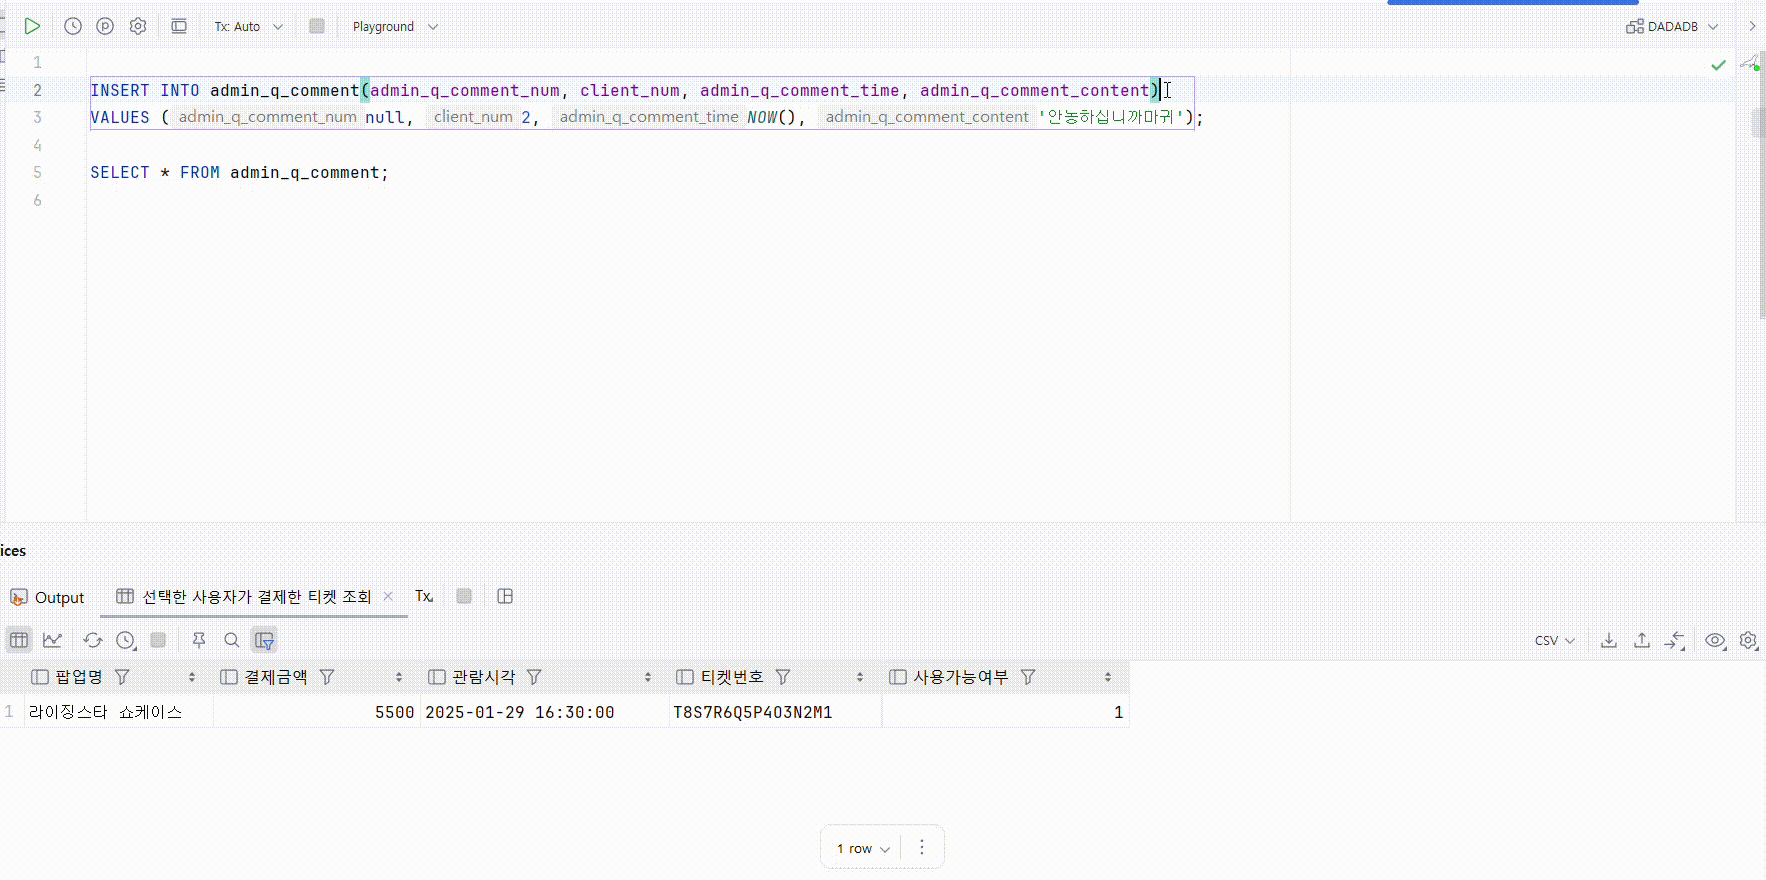 Tx: Auto
Playground
DADADB
1
2 INSERT INTO admin_q_comment(admin_q_comment_num, client_num, admin_q_comment_time, admin_q_comment_content)
3 VALUES ( admin_q_comment_num null, client_num 2, admin_q_comment_time NOW(), admin_q_comment_content '안농하십니까마귀');
4
5 SELECT * FROM admin_q_comment;
6
ices
Output
선택한 사용자가 결제한 티켓 조회
Tx
CSV
팝업명 결제금액 관람시각 티켓번호 사용가능여부
1 라이징스타 쇼케이스 5500 2025-01-29 16:30:00 T8S7R6Q5P4O3N2M1 1
1 row